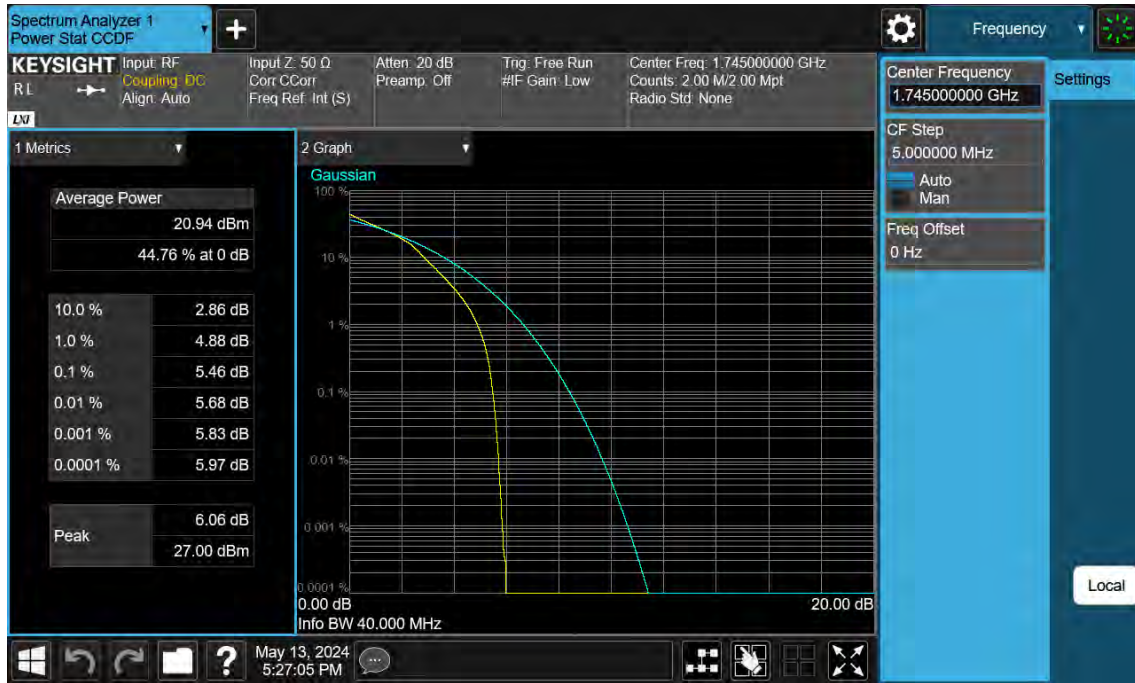 Spectrum Analyzer 1
Power Stat CCDF
Frequency
KEYSIGHT
R L
LXI
Input: RF
Coupling: DC
Align: Auto
Input Z: 50 Ω
Corr CCorr
Freq Ref: Int (S)
Atten: 20 dB
Preamp: Off
Trig: Free Run
#IF Gain: Low
Center Freq: 1.745000000 GHz
Counts: 2.00 M/2.00 Mpt
Radio Std: None
1 Metrics
Average Power
20.94 dBm
44.76 % at 0 dB
10.0 % 2.86 dB
1.0 % 4.88 dB
0.1 % 5.46 dB
0.01 % 5.68 dB
0.001 % 5.83 dB
0.0001 % 5.97 dB
Peak
6.06 dB
27.00 dBm
2 Graph
Gaussian
100 %
10 %
1 %
0.1 %
0.01 %
0.001 %
0.0001 %
0.00 dB 20.00 dB
Info BW 40.000 MHz
Center Frequency
1.745000000 GHz
CF Step
5.000000 MHz
Auto
Man
Freq Offset
0 Hz
Settings
Local
?
May 13, 2024
5:27:05 PM